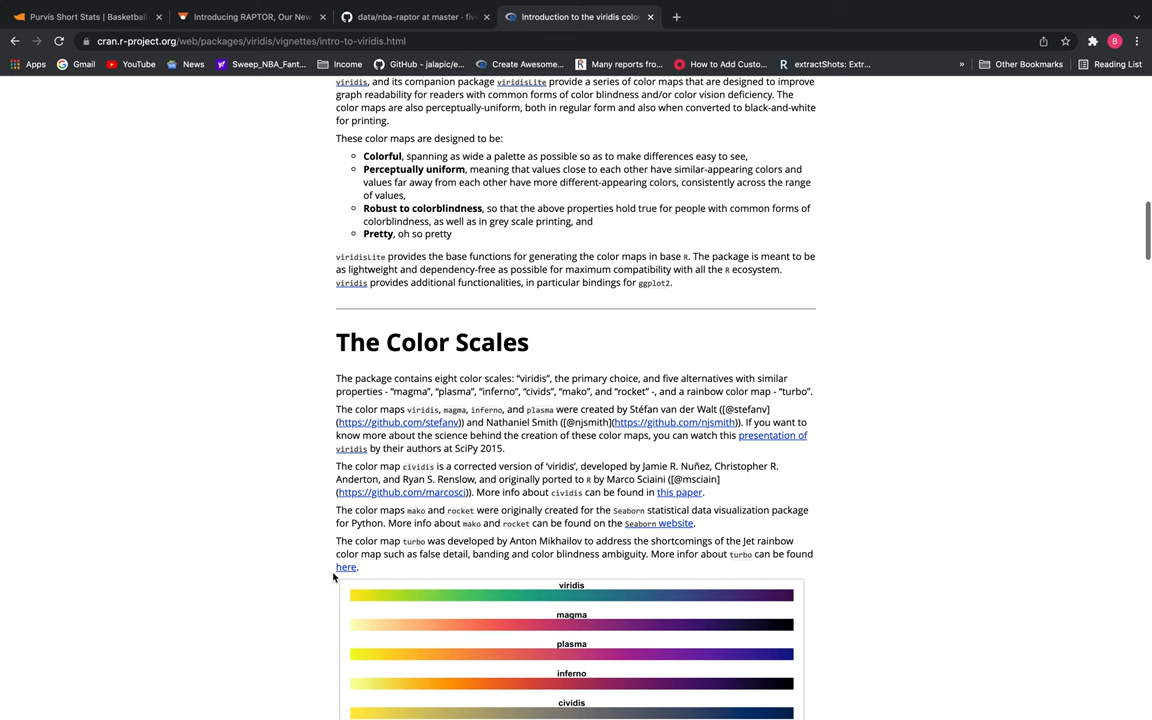 Purvis Short Stats | Basketball
Introducing RAPTOR, Our New
data/nba-raptor at master · five
Introduction to the viridis color
cran.r-project.org/web/packages/viridis/vignettes/intro-to-viridis.html
B
Apps
Gmail
YouTube
News
Sweep_NBA_Fant...
Income
GitHub - jalapic/e...
Create Awesome...
Many reports fro...
How to Add Custo...
extractShots: Extr...
»
Other Bookmarks
Reading List
viridis, and its companion package viridisLite provide a series of color maps that are designed to improve
graph readability for readers with common forms of color blindness and/or color vision deficiency. The
color maps are also perceptually-uniform, both in regular form and also when converted to black-and-white
for printing.
These color maps are designed to be:
Colorful, spanning as wide a palette as possible so as to make differences easy to see,
Perceptually uniform, meaning that values close to each other have similar-appearing colors and
values far away from each other have more different-appearing colors, consistently across the range
of values,
Robust to colorblindness, so that the above properties hold true for people with common forms of
colorblindness, as well as in grey scale printing, and
Pretty, oh so pretty
viridisLite provides the base functions for generating the color maps in base R. The package is meant to be
as lightweight and dependency-free as possible for maximum compatibility with all the R ecosystem.
viridis provides additional functionalities, in particular bindings for ggplot2.
The Color Scales
The package contains eight color scales: "viridis", the primary choice, and five alternatives with similar
properties - "magma", "plasma", "inferno", "civids", "mako", and "rocket" -, and a rainbow color map - "turbo".
The color maps viridis, magma, inferno, and plasma were created by Stéfan van der Walt ([@stefanv]
(https://github.com/stefanv)) and Nathaniel Smith ([@njsmith](https://github.com/njsmith)). If you want to
know more about the science behind the creation of these color maps, you can watch this presentation of
viridis by their authors at SciPy 2015.
The color map cividis is a corrected version of 'viridis', developed by Jamie R. Nuñez, Christopher R.
Anderton, and Ryan S. Renslow, and originally ported to R by Marco Sciaini ([@msciain]
(https://github.com/marcosci)). More info about cividis can be found in this paper.
The color maps mako and rocket were originally created for the Seaborn statistical data visualization package
for Python. More info about mako and rocket can be found on the Seaborn website.
The color map turbo was developed by Anton Mikhailov to address the shortcomings of the Jet rainbow
color map such as false detail, banding and color blindness ambiguity. More infor about turbo can be found
here.
viridis
magma
plasma
inferno
cividis